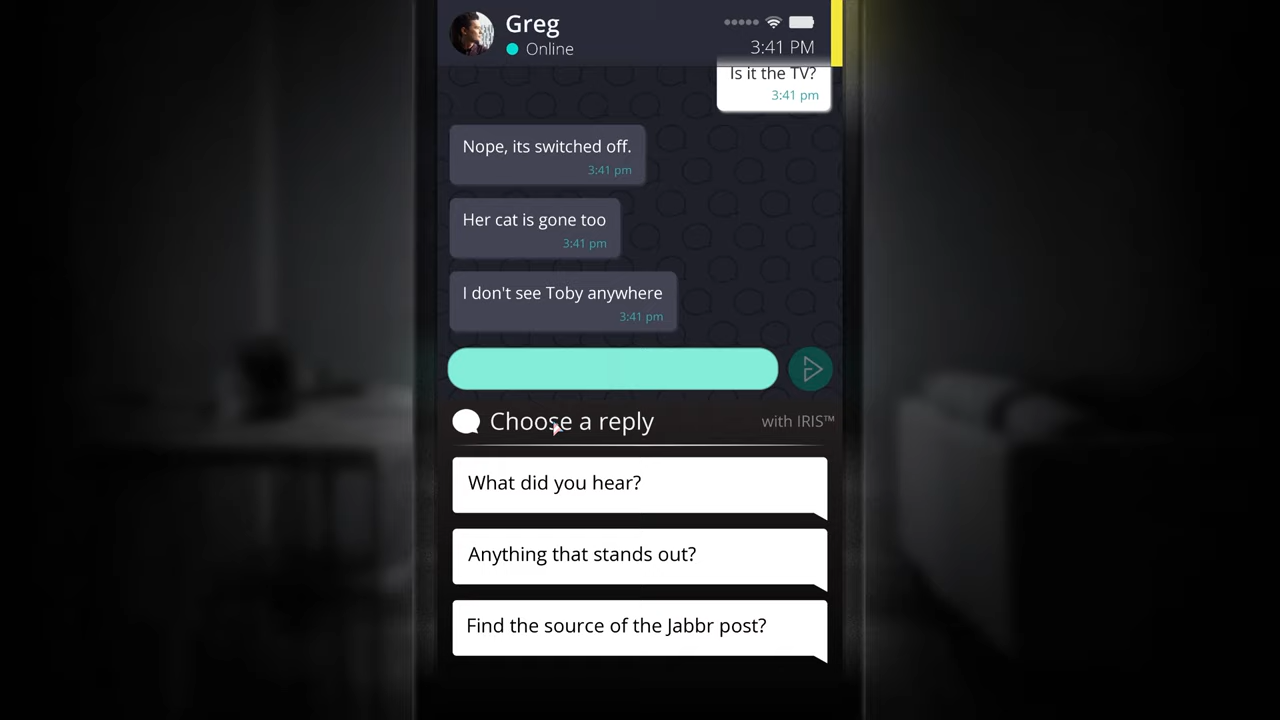 Greg
Online
3:41 PM
Is it the TV?
3:41 pm
Nope, its switched off.
3:41 pm
Her cat is gone too
3:41 pm
I don't see Toby anywhere
3:41 pm
Choose a reply
with IRIS™
What did you hear?
Anything that stands out?
Find the source of the Jabbr post?